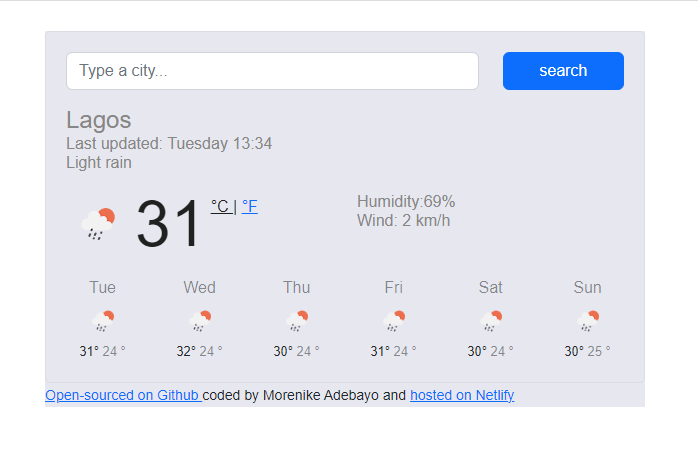 Type a city...
search
Lagos
Last updated: Tuesday 13:34
Light rain
31 °C | °F
Humidity:69%
Wind: 2 km/h
Tue Wed Thu Fri Sat Sun
31° 24 ° 32° 24 ° 30° 24 ° 31° 24 ° 30° 24 ° 30° 25 °
Open-sourced on Github coded by Morenike Adebayo and hosted on Netlify